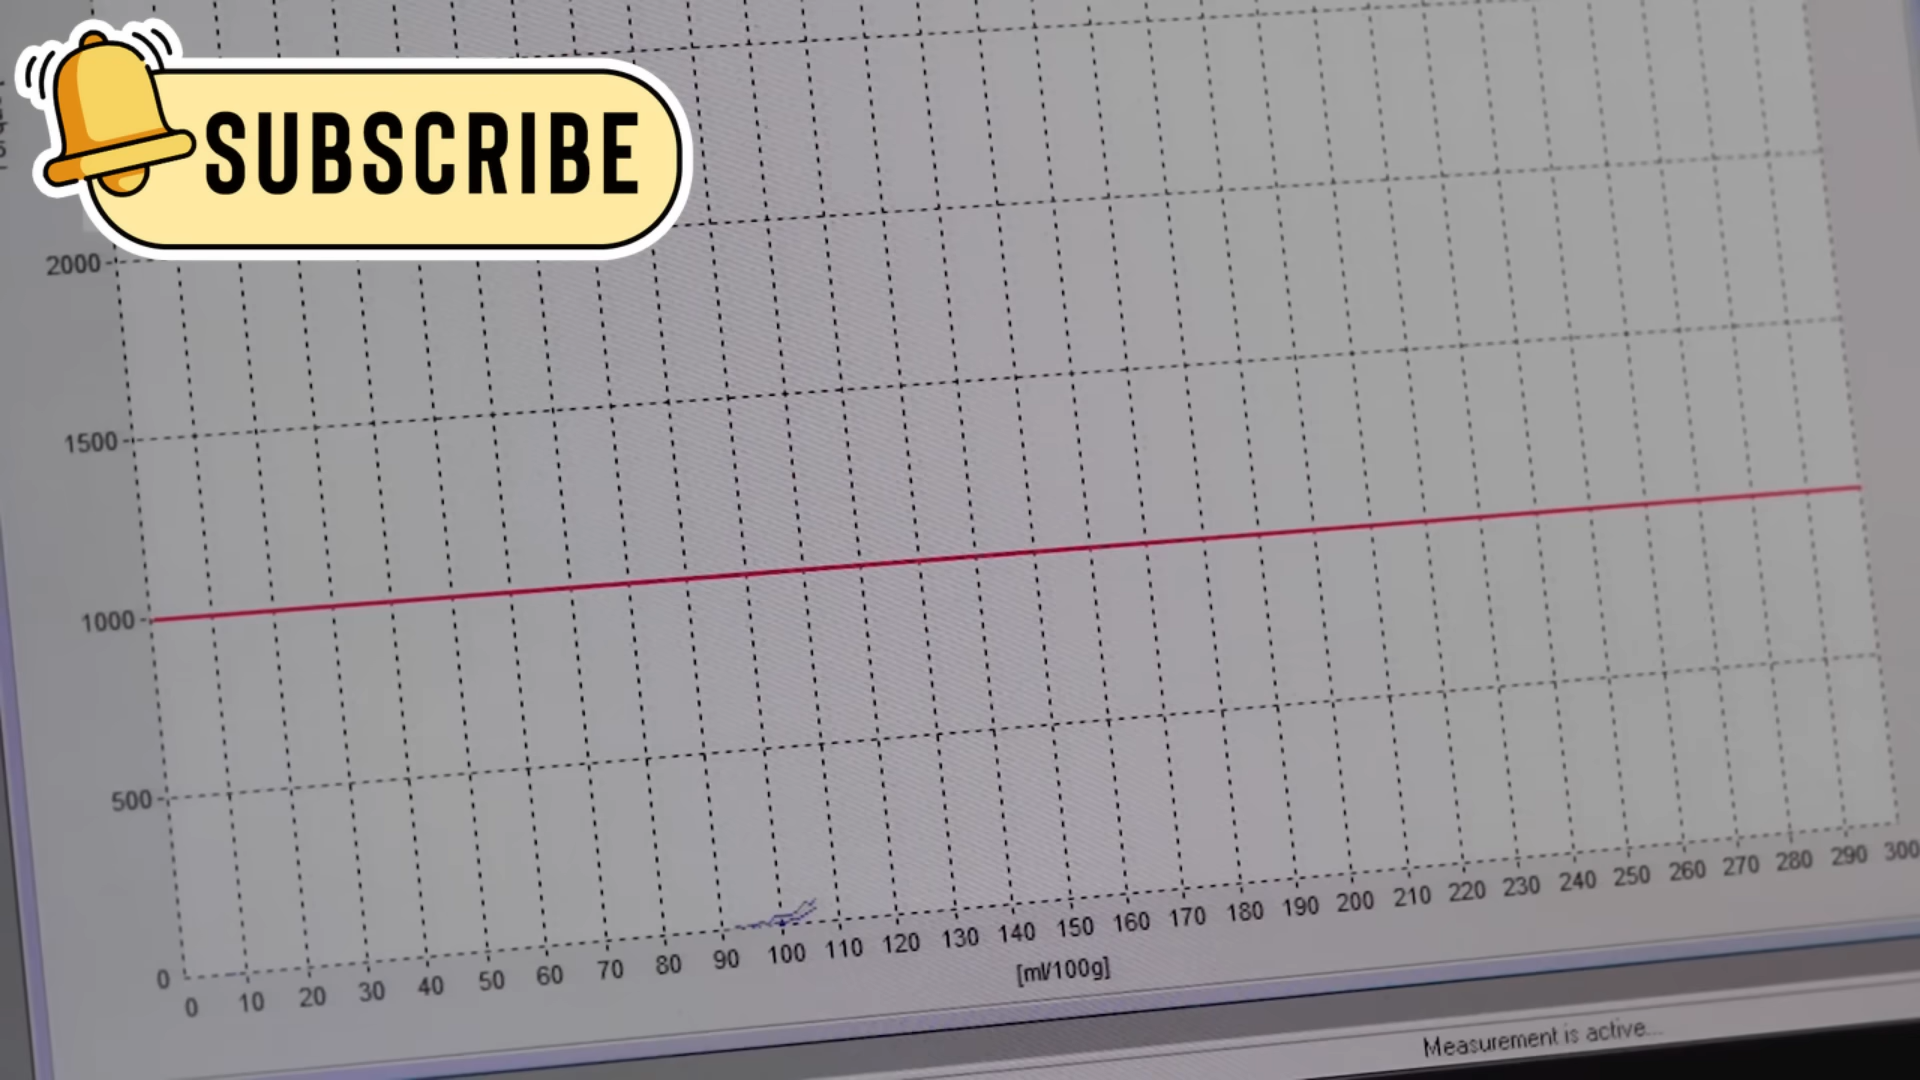 SUBSCRIBE
2000
1500
1000
500
0
0 10 20 30 40 50 60 70 80 90 100 110 120 130 140 150 160 170 180 190 200 210 220 230 240 250 260 270 280 290 300
[ml/100g]
Measurement is active...